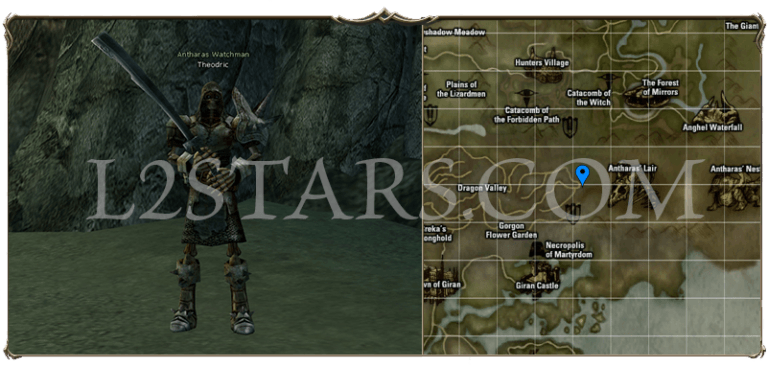 Antharas Watchman
Theodric
L2STARS.COM
The Giant
shadow Meadow
Hunters Village
Plains of
the Lizardmen
Catacomb of
the Witch
The Forest
of Mirrors
Catacomb of
the Forbidden Path
Anghel Waterfall
Antharas' Lair
Antharas' Nest
Dragon Valley
Gorgon
Flower Garden
reka's
onghold
Necropolis
of Martyrdom
wn of Giran
Giran Castle